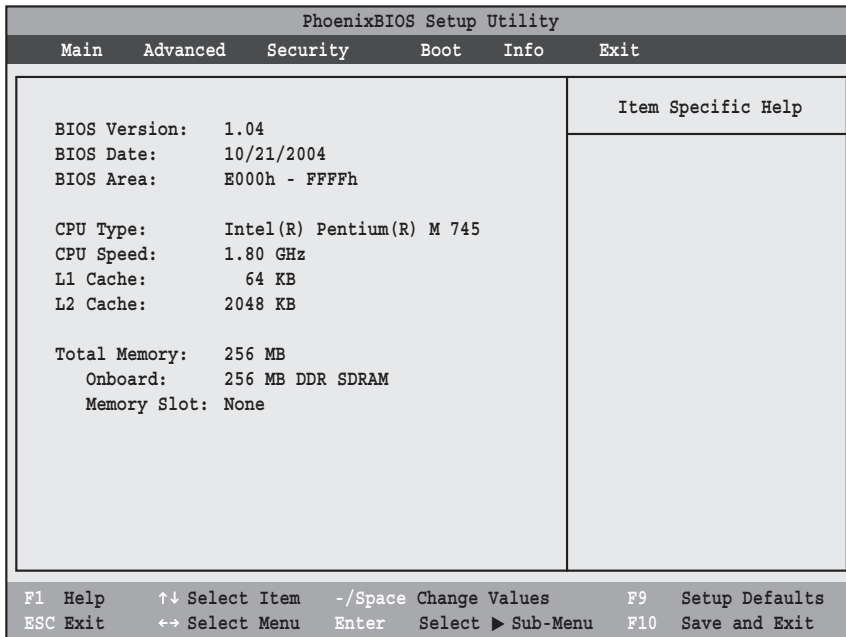 PhoenixBIOS Setup Utility
Main Advanced Security Boot Info Exit
Item Specific Help
BIOS Version: 1.04
BIOS Date: 10/21/2004
BIOS Area: E000h - FFFFh
CPU Type: Intel(R) Pentium(R) M 745
CPU Speed: 1.80 GHz
L1 Cache: 64 KB
L2 Cache: 2048 KB
Total Memory: 256 MB
Onboard: 256 MB DDR SDRAM
Memory Slot: None
F1 Help ↑↓ Select Item -/Space Change Values F9 Setup Defaults
ESC Exit ←→ Select Menu Enter Select ▶ Sub-Menu F10 Save and Exit